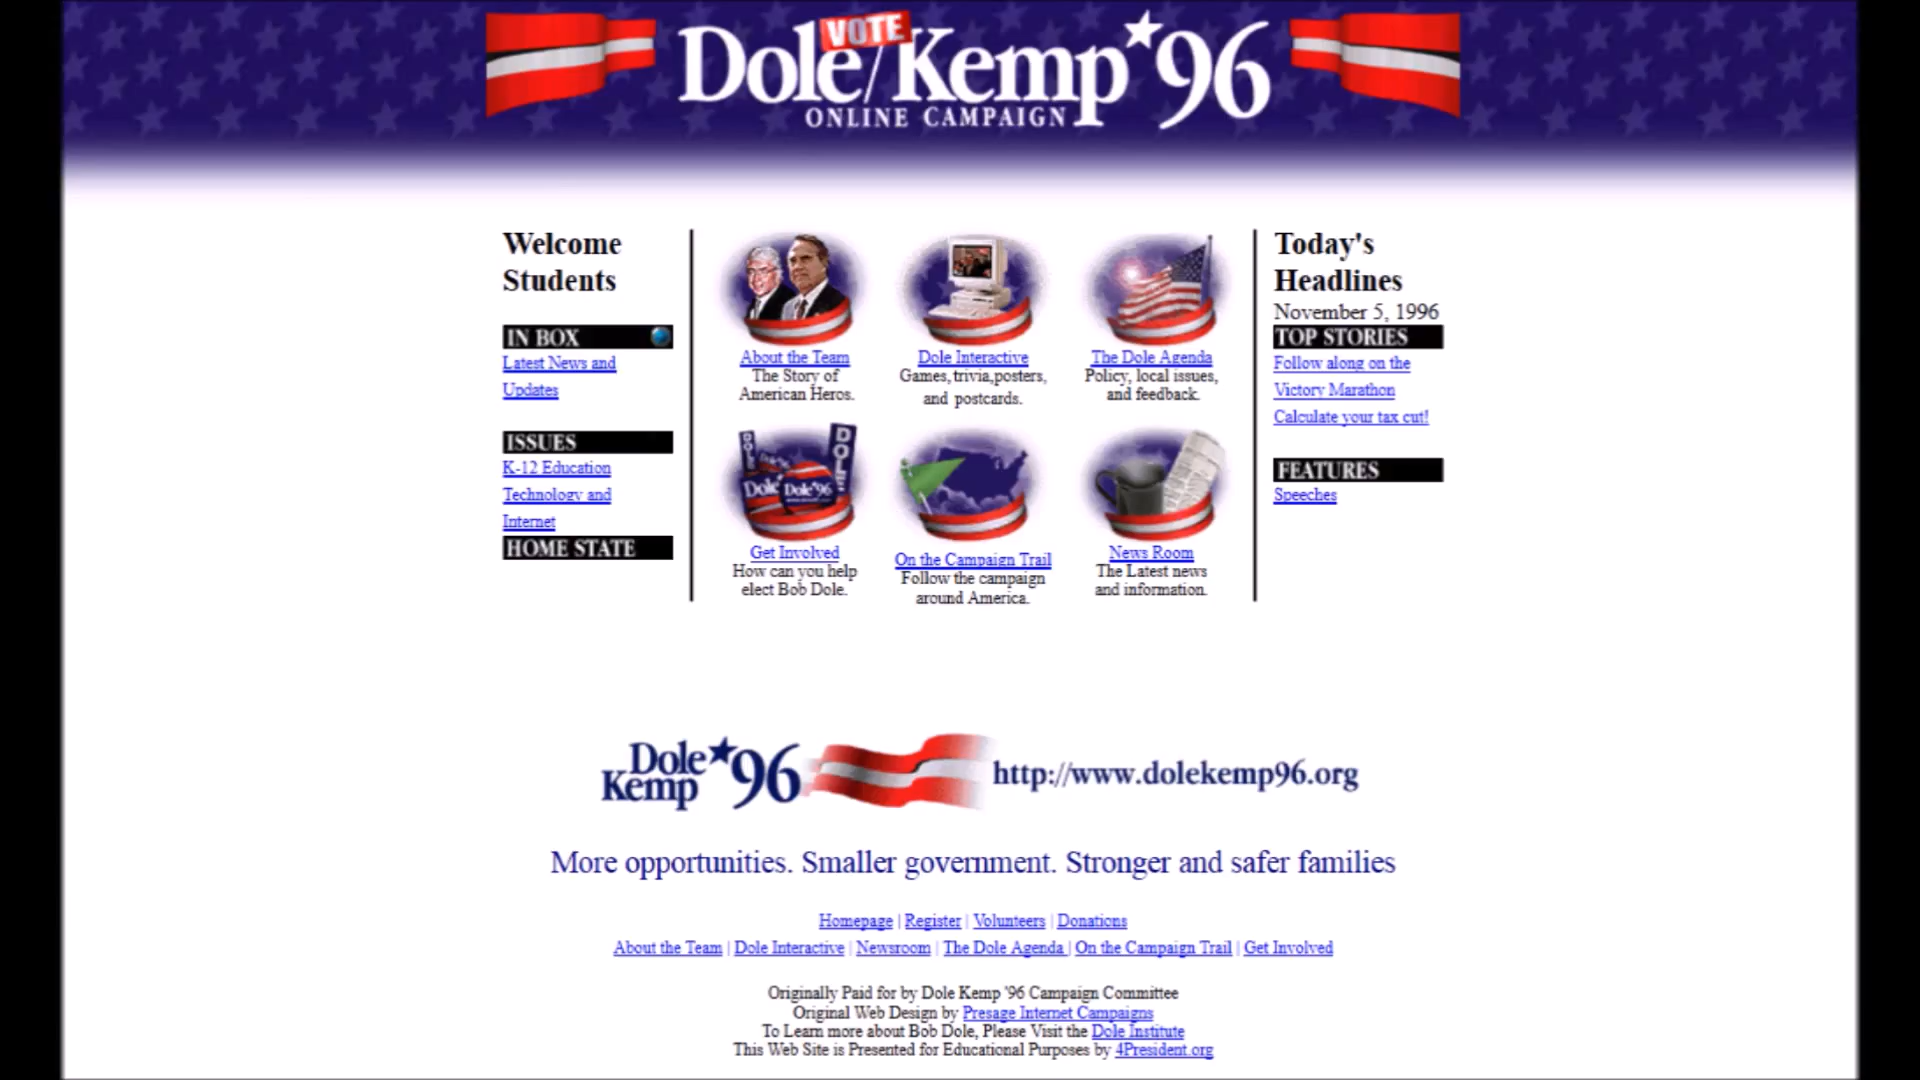 VOTE
Dole/Kemp★96
ONLINE CAMPAIGN
Welcome
Students
IN BOX
Latest News and
Updates
ISSUES
K-12 Education
Technology and
Internet
HOME STATE
About the Team
The Story of
American Heros.
Dole Interactive
Games, trivia,posters,
and postcards.
The Dole Agenda
Policy, local issues,
and feedback.
DOLE
DOLE
Dole★96
Dole
Dole★96
Get Involved
How can you help
elect Bob Dole.
On the Campaign Trail
Follow the campaign
around America.
News Room
The Latest news
and information.
Today's
Headlines
November 5, 1996
TOP STORIES
Follow along on the
Victory Marathon
Calculate your tax cut!
FEATURES
Speeches
Dole★96
Kemp
http://www.dolekemp96.org
More opportunities. Smaller government. Stronger and safer families
Homepage | Register | Volunteers | Donations
About the Team | Dole Interactive | Newsroom | The Dole Agenda | On the Campaign Trail | Get Involved
Originally Paid for by Dole Kemp '96 Campaign Committee
Original Web Design by Presage Internet Campaigns
To Learn more about Bob Dole, Please Visit the Dole Institute
This Web Site is Presented for Educational Purposes by 4President.org